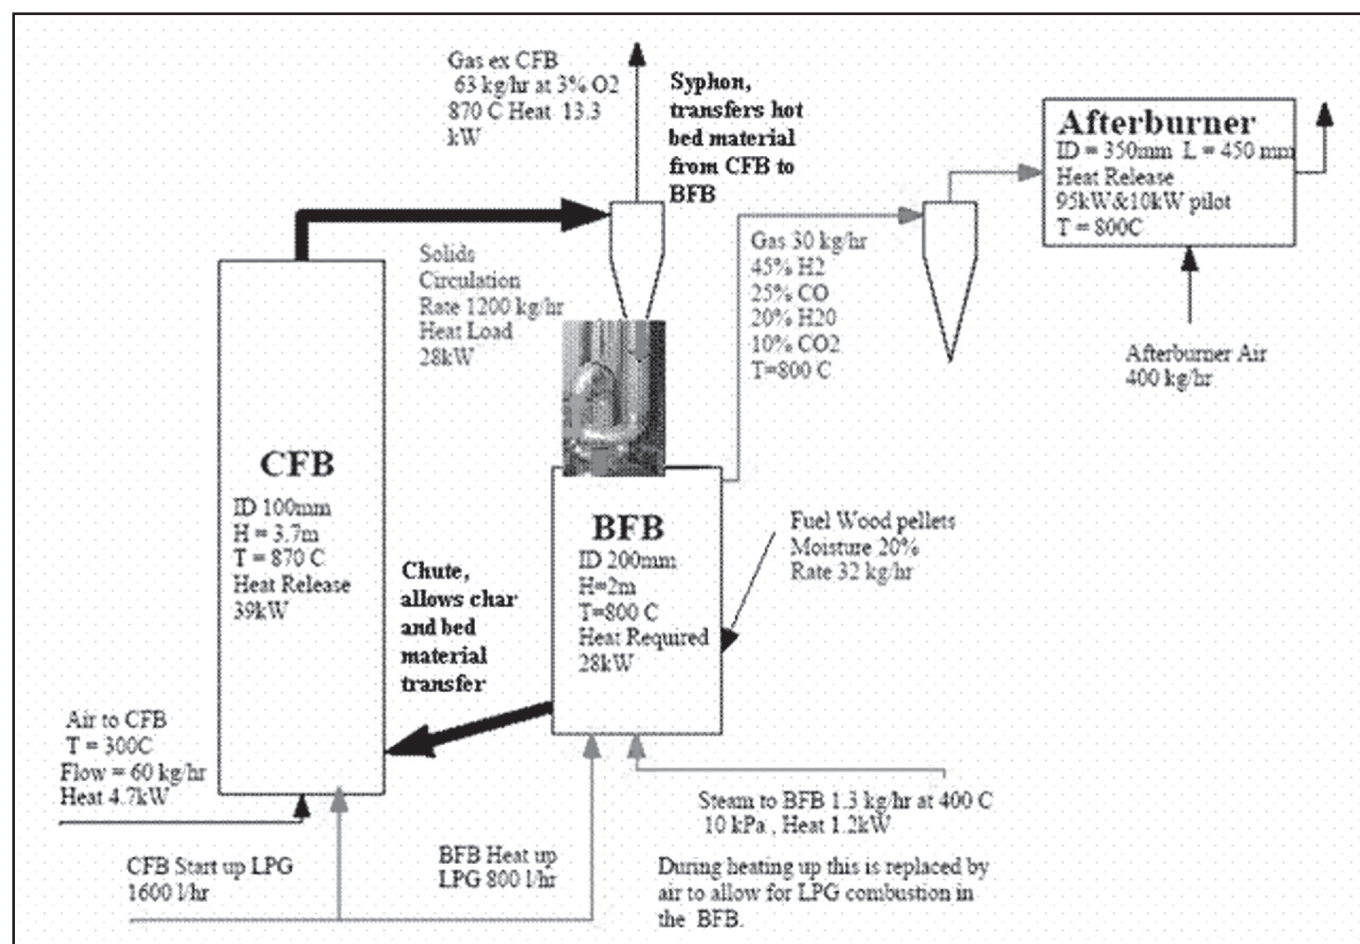 Gas ex CFB
63 kg/hr at 3% O2
870 C Heat 13.3
kW
Syphon,
transfers hot
bed material
from CFB to
BFB
Afterburner
ID = 350mm L = 450 mm
Heat Release
95kW&10kW pilot
T = 800C
Solids
Circulation
Rate 1200 kg/hr
Heat Load
28kW
Gas 30 kg/hr
45% H2
25% CO
20% H20
10% CO2
T=800 C
Afterburner Air
400 kg/hr
CFB
ID 100mm
H = 3.7m
T = 870 C
Heat Release
39kW
BFB
ID 200mm
H=2m
T=800 C
Heat Required
28kW
Fuel Wood pellets
Moisture 20%
Rate 32 kg/hr
Chute,
allows char
and bed
material
transfer
Air to CFB
T = 300C
Flow = 60 kg/hr
Heat 4.7kW
Steam to BFB 1.3 kg/hr at 400 C
10 kPa , Heat 1.2kW
CFB Start up LPG
1600 l/hr
BFB Heat up
LPG 800 l/hr
During heating up this is replaced by
air to allow for LPG combustion in
the BFB.